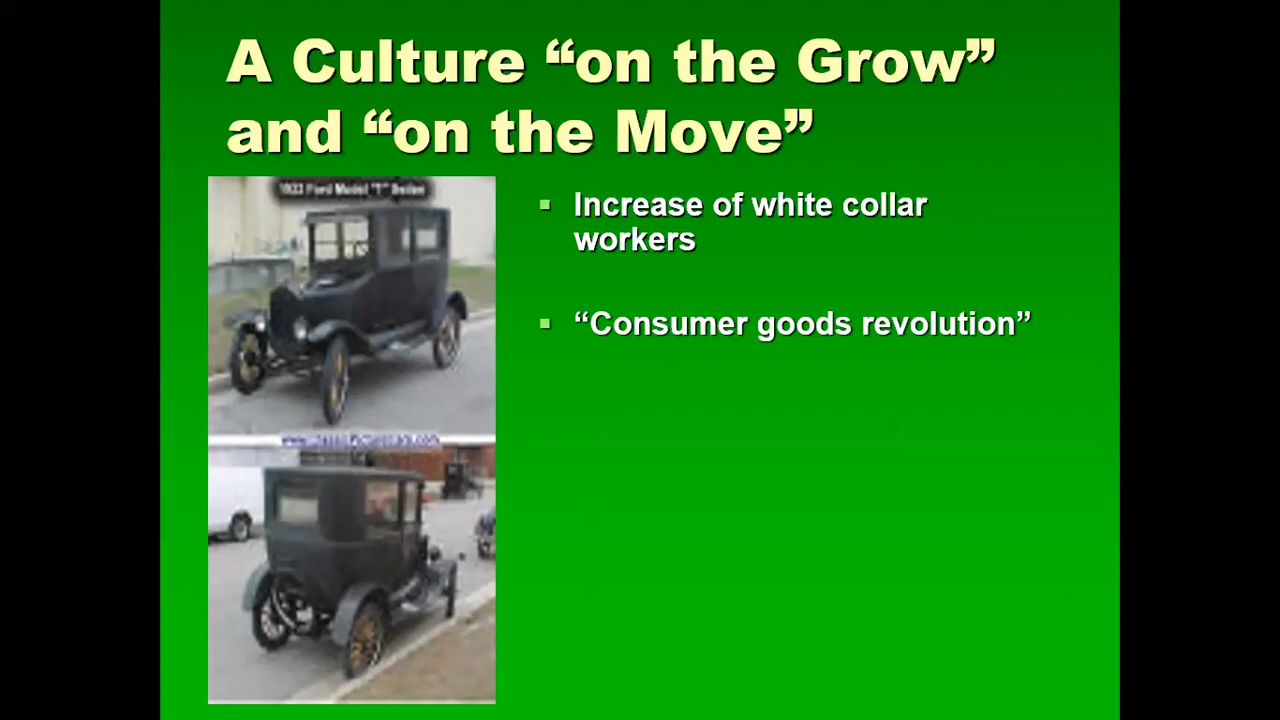 A Culture “on the Grow”
and “on the Move”
Ford Model "T" Sedan
Increase of white collar
workers
“Consumer goods revolution”